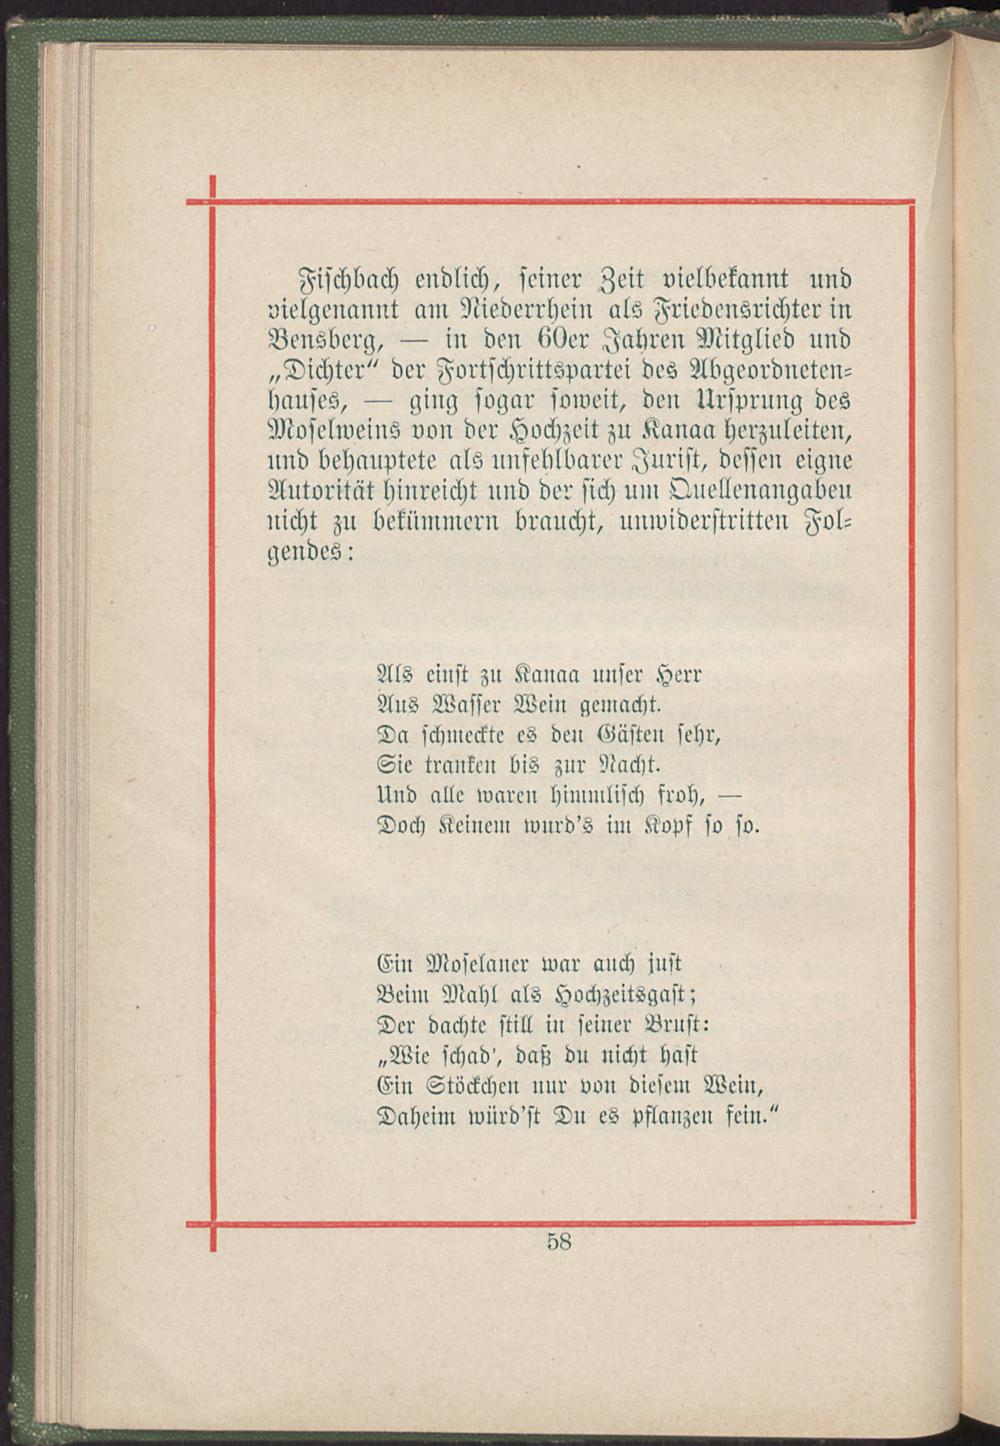 Fischbach endlich, seiner Zeit vielbekannt und
vielgenannt am Niederrhein als Friedensrichter in
Bensberg, — in den 60er Jahren Mitglied und
„Dichter“ der Fortschrittspartei des Abgeordneten-
hauses, — ging sogar soweit, den Ursprung des
Moselweins von der Hochzeit zu Kanaa herzuleiten,
und behauptete als unfehlbarer Jurist, dessen eigne
Autorität hinreicht und der sich um Quellenangaben
nicht zu bekümmern braucht, unwiderstritten Fol-
gendes:
Als einst zu Kanaa unser Herr
Aus Wasser Wein gemacht.
Da schmeckte es den Gästen sehr,
Sie tranken bis zur Nacht.
Und alle waren himmlisch froh, —
Doch Keinem wurd's im Kopf so so.
Ein Moselaner war auch just
Beim Mahl als Hochzeitsgast;
Der dachte still in seiner Brust:
„Wie schad', daß du nicht hast
Ein Stöckchen nur von diesem Wein,
Daheim würd'st Du es pflanzen fein.“
58